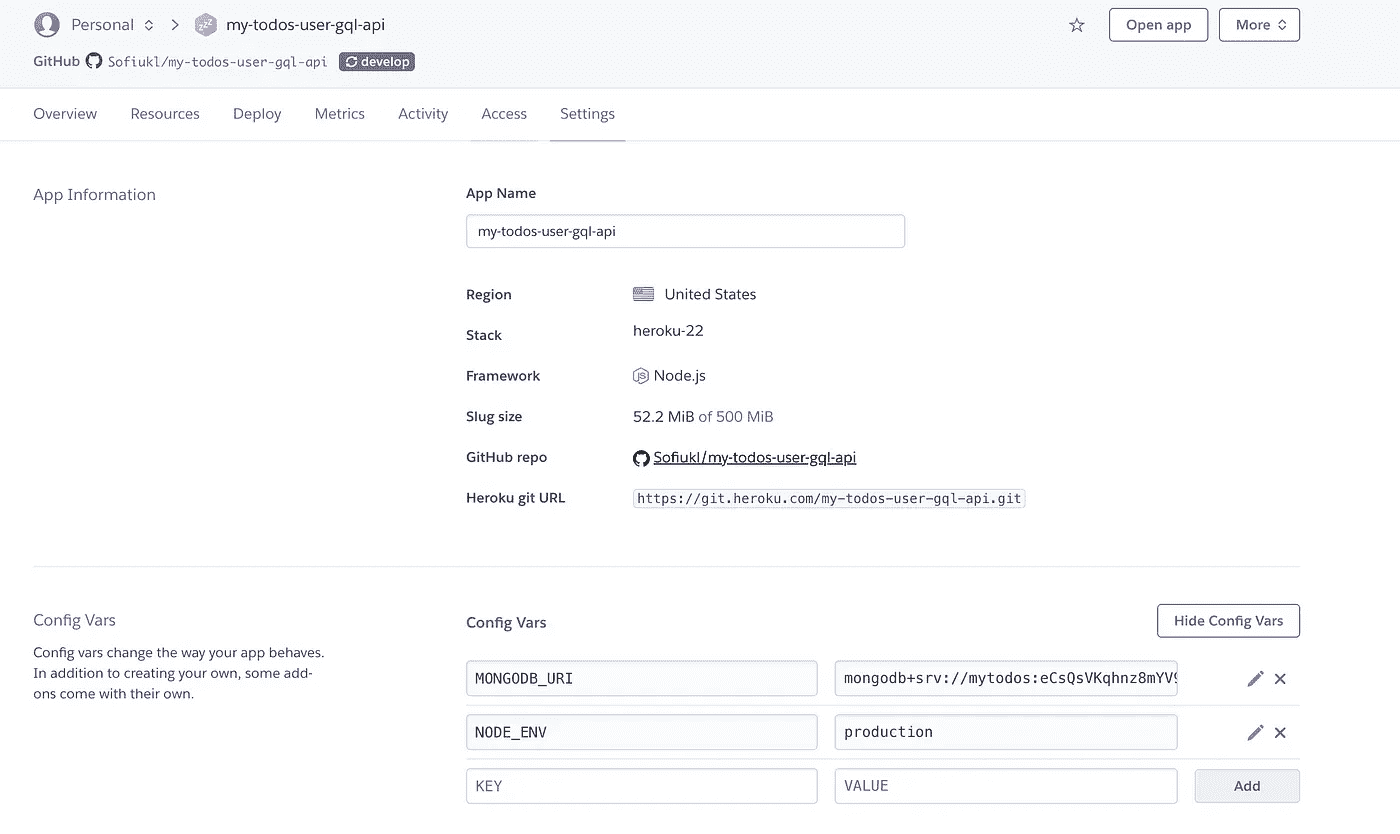 Personal > my-todos-user-gql-api
Open app
More
GitHub Sofiukl/my-todos-user-gql-api develop
Overview Resources Deploy Metrics Activity Access Settings
App Information
App Name
my-todos-user-gql-api
Region United States
Stack heroku-22
Framework Node.js
Slug size 52.2 MiB of 500 MiB
GitHub repo Sofiukl/my-todos-user-gql-api
Heroku git URL https://git.heroku.com/my-todos-user-gql-api.git
Config Vars
Config vars change the way your app behaves.
In addition to creating your own, some add-
ons come with their own.
Config Vars
Hide Config Vars
MONGODB_URI mongodb+srv://mytodos:eCsQsVKqhnz8mYV
NODE_ENV production
KEY VALUE Add